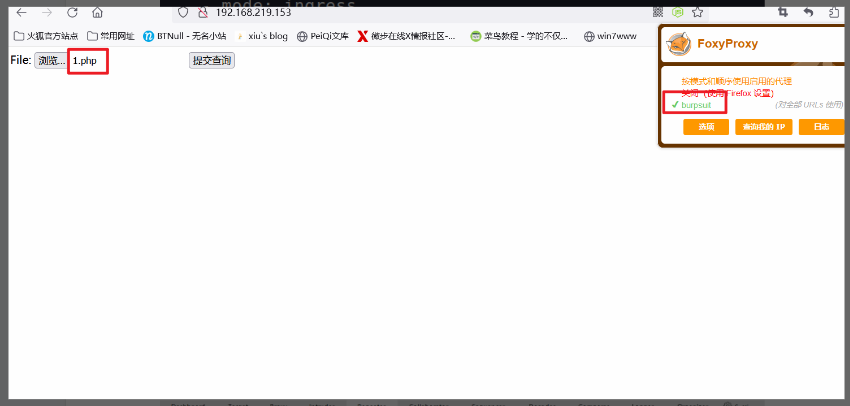 mode: ingress
192.168.219.153
火狐官方站点 常用网址 BTNull - 无名小站 xiu`s blog PeiQi文库 微步在线X情报社区-... 菜鸟教程 - 学的不仅... win7www
FoxyProxy
File: 浏览... 1.php 提交查询
按模式和顺序使用启用的代理
关闭 (使用 Firefox 设置)
burpsuit (对全部 URLs 使用)
选项 查询我的 IP 日志